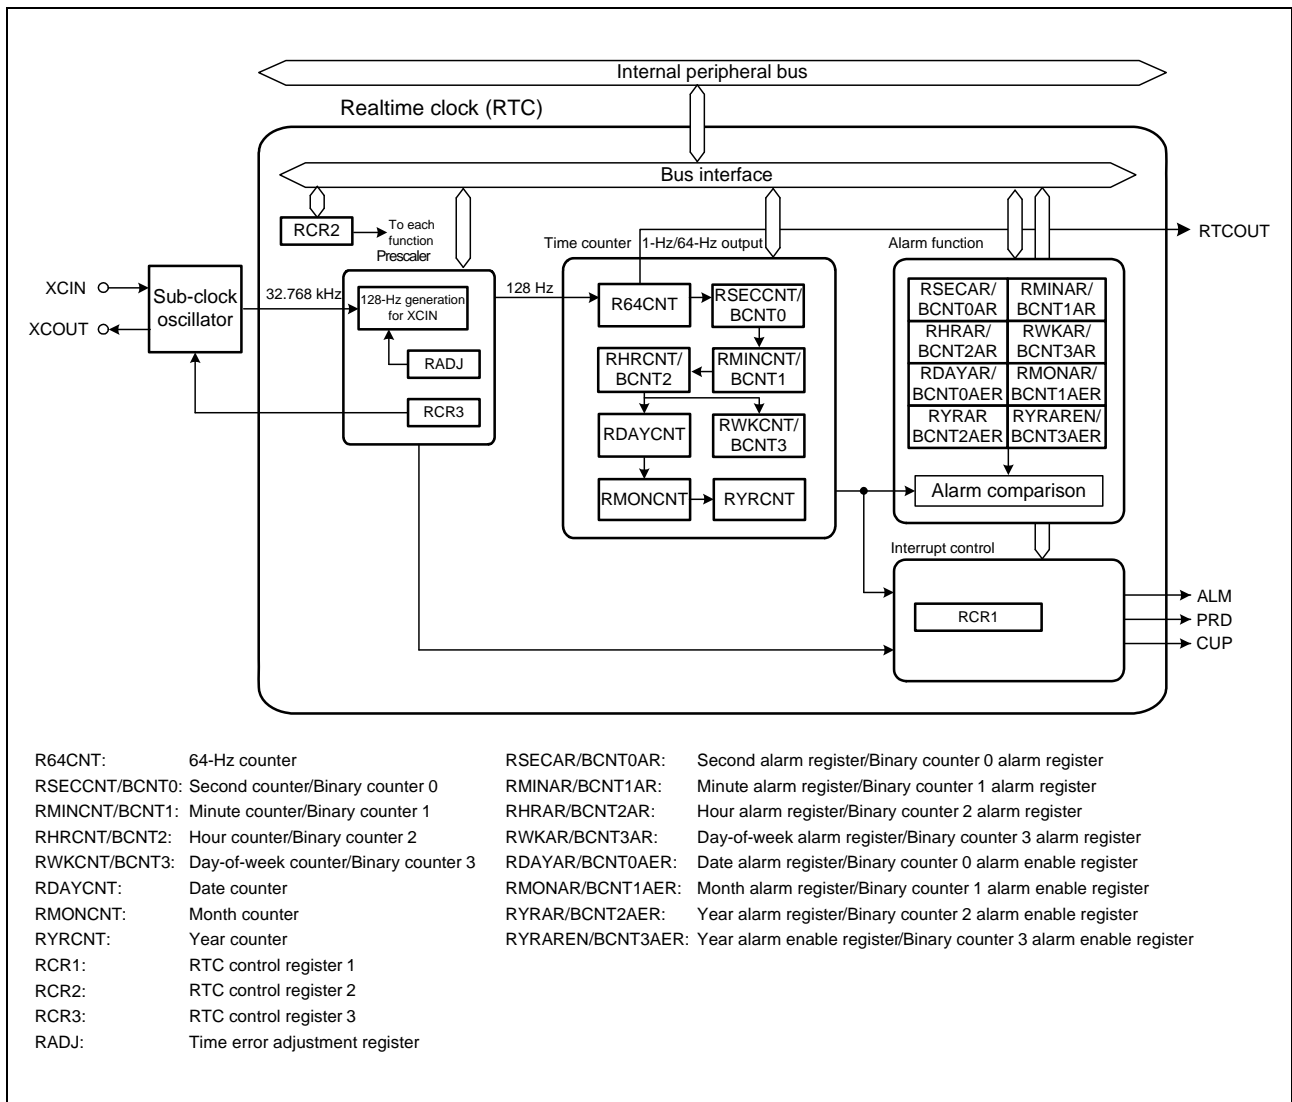 Internal peripheral bus
Realtime clock (RTC)
Bus interface
RCR2
To each
function
Prescaler
Time counter
1-Hz/64-Hz output
Alarm function
RTCOUT
XCIN
XCOUT
Sub-clock
oscillator
32.768 kHz
128-Hz generation
for XCIN
RADJ
RCR3
128 Hz
R64CNT
RSECCNT/
BCNT0
RHRCNT/
BCNT2
RMINCNT/
BCNT1
RDAYCNT
RWKCNT/
BCNT3
RMONCNT
RYRCNT
RSECAR/
BCNT0AR
RMINAR/
BCNT1AR
RHRAR/
BCNT2AR
RWKAR/
BCNT3AR
RDAYAR/
BCNT0AER
RMONAR/
BCNT1AER
RYRAR
BCNT2AER
RYRAREN/
BCNT3AER
Alarm comparison
Interrupt control
RCR1
ALM
PRD
CUP
R64CNT: 64-Hz counter
RSECCNT/BCNT0: Second counter/Binary counter 0
RMINCNT/BCNT1: Minute counter/Binary counter 1
RHRCNT/BCNT2: Hour counter/Binary counter 2
RWKCNT/BCNT3: Day-of-week counter/Binary counter 3
RDAYCNT: Date counter
RMONCNT: Month counter
RYRCNT: Year counter
RCR1: RTC control register 1
RCR2: RTC control register 2
RCR3: RTC control register 3
RADJ: Time error adjustment register
RSECAR/BCNT0AR: Second alarm register/Binary counter 0 alarm register
RMINAR/BCNT1AR: Minute alarm register/Binary counter 1 alarm register
RHRAR/BCNT2AR: Hour alarm register/Binary counter 2 alarm register
RWKAR/BCNT3AR: Day-of-week alarm register/Binary counter 3 alarm register
RDAYAR/BCNT0AER: Date alarm register/Binary counter 0 alarm enable register
RMONAR/BCNT1AER: Month alarm register/Binary counter 1 alarm enable register
RYRAR/BCNT2AER: Year alarm register/Binary counter 2 alarm enable register
RYRAREN/BCNT3AER: Year alarm enable register/Binary counter 3 alarm enable register